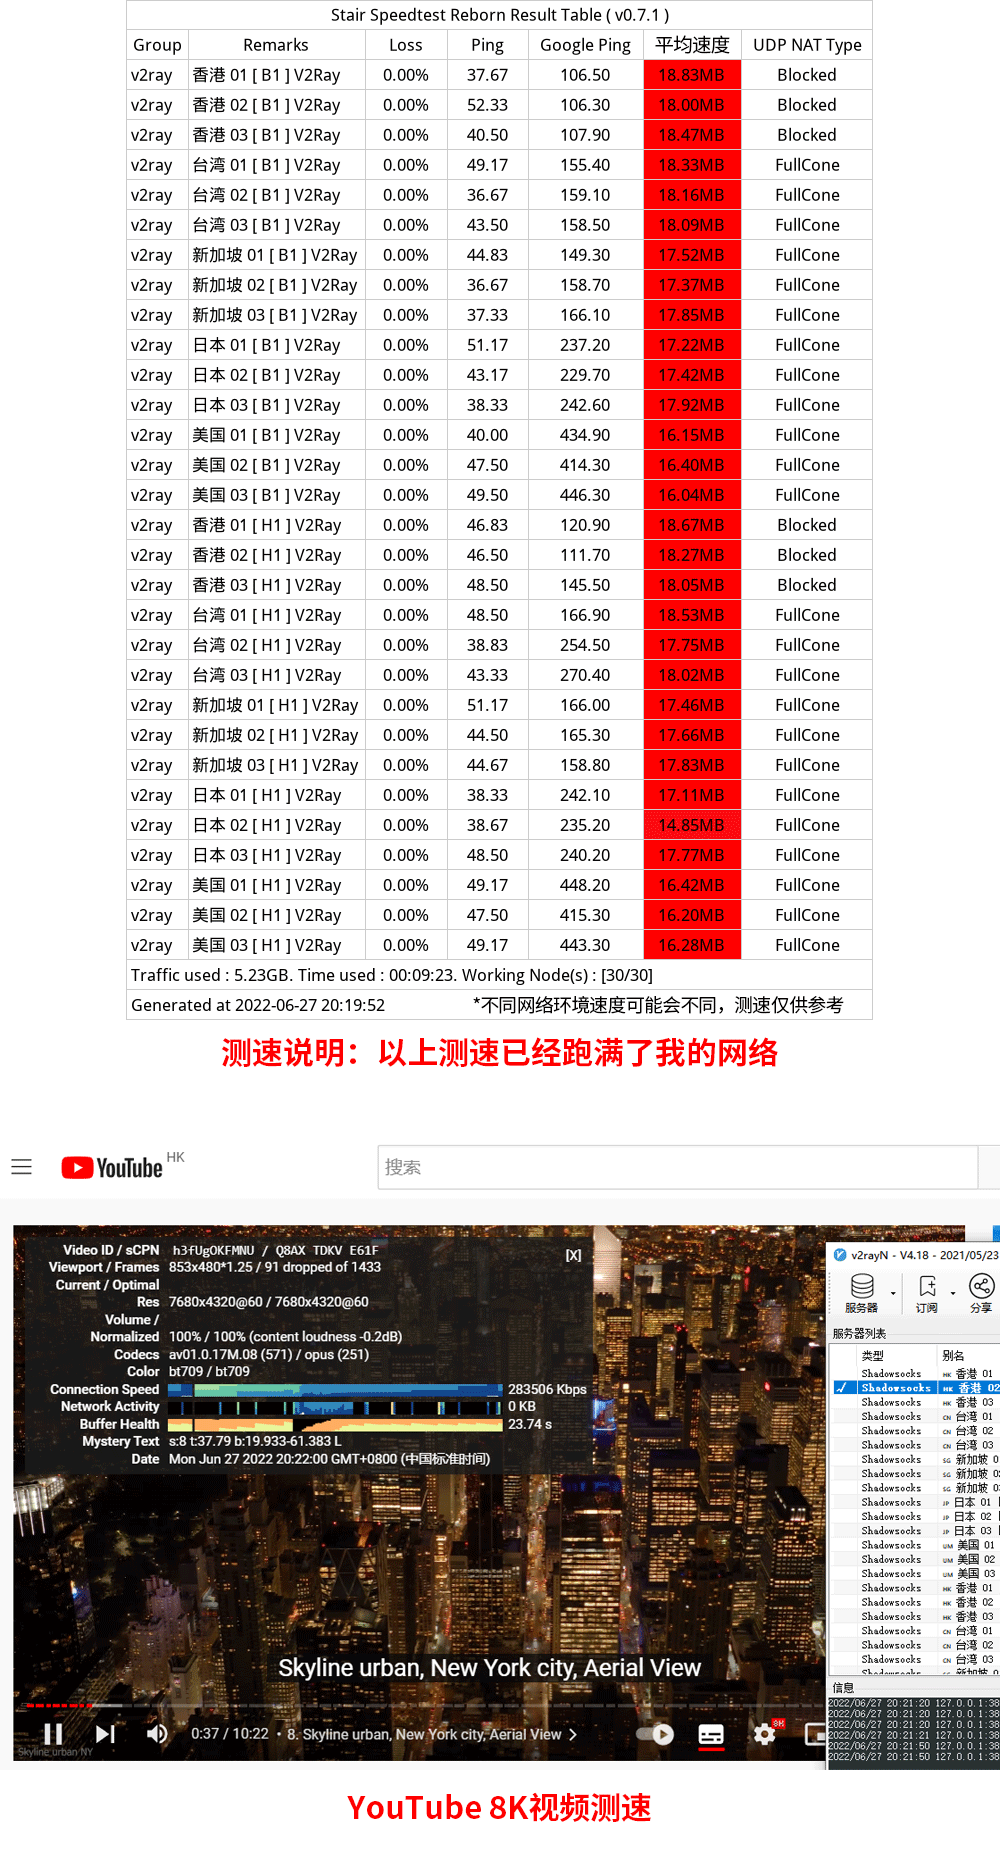 Stair Speedtest Reborn Result Table ( v0.7.1 )
Group Remarks Loss Ping Google Ping 平均速度 UDP NAT Type
v2ray 香港 01 [ B1 ] V2Ray 0.00% 37.67 106.50 18.83MB Blocked
v2ray 香港 02 [ B1 ] V2Ray 0.00% 52.33 106.30 18.00MB Blocked
v2ray 香港 03 [ B1 ] V2Ray 0.00% 40.50 107.90 18.47MB Blocked
v2ray 台湾 01 [ B1 ] V2Ray 0.00% 49.17 155.40 18.33MB FullCone
v2ray 台湾 02 [ B1 ] V2Ray 0.00% 36.67 159.10 18.16MB FullCone
v2ray 台湾 03 [ B1 ] V2Ray 0.00% 43.50 158.50 18.09MB FullCone
v2ray 新加坡 01 [ B1 ] V2Ray 0.00% 44.83 149.30 17.52MB FullCone
v2ray 新加坡 02 [ B1 ] V2Ray 0.00% 36.67 158.70 17.37MB FullCone
v2ray 新加坡 03 [ B1 ] V2Ray 0.00% 37.33 166.10 17.85MB FullCone
v2ray 日本 01 [ B1 ] V2Ray 0.00% 51.17 237.20 17.22MB FullCone
v2ray 日本 02 [ B1 ] V2Ray 0.00% 43.17 229.70 17.42MB FullCone
v2ray 日本 03 [ B1 ] V2Ray 0.00% 38.33 242.60 17.92MB FullCone
v2ray 美国 01 [ B1 ] V2Ray 0.00% 40.00 434.90 16.15MB FullCone
v2ray 美国 02 [ B1 ] V2Ray 0.00% 47.50 414.30 16.40MB FullCone
v2ray 美国 03 [ B1 ] V2Ray 0.00% 49.50 446.30 16.04MB FullCone
v2ray 香港 01 [ H1 ] V2Ray 0.00% 46.83 120.90 18.67MB Blocked
v2ray 香港 02 [ H1 ] V2Ray 0.00% 46.50 111.70 18.27MB Blocked
v2ray 香港 03 [ H1 ] V2Ray 0.00% 48.50 145.50 18.05MB Blocked
v2ray 台湾 01 [ H1 ] V2Ray 0.00% 48.50 166.90 18.53MB FullCone
v2ray 台湾 02 [ H1 ] V2Ray 0.00% 38.83 254.50 17.75MB FullCone
v2ray 台湾 03 [ H1 ] V2Ray 0.00% 43.33 270.40 18.02MB FullCone
v2ray 新加坡 01 [ H1 ] V2Ray 0.00% 51.17 166.00 17.46MB FullCone
v2ray 新加坡 02 [ H1 ] V2Ray 0.00% 44.50 165.30 17.66MB FullCone
v2ray 新加坡 03 [ H1 ] V2Ray 0.00% 44.67 158.80 17.83MB FullCone
v2ray 日本 01 [ H1 ] V2Ray 0.00% 38.33 242.10 17.11MB FullCone
v2ray 日本 02 [ H1 ] V2Ray 0.00% 38.67 235.20 14.85MB FullCone
v2ray 日本 03 [ H1 ] V2Ray 0.00% 48.50 240.20 17.77MB FullCone
v2ray 美国 01 [ H1 ] V2Ray 0.00% 49.17 448.20 16.42MB FullCone
v2ray 美国 02 [ H1 ] V2Ray 0.00% 47.50 415.30 16.20MB FullCone
v2ray 美国 03 [ H1 ] V2Ray 0.00% 49.17 443.30 16.28MB FullCone
Traffic used : 5.23GB. Time used : 00:09:23. Working Node(s) : [30/30]
Generated at 2022-06-27 20:19:52 *不同网络环境速度可能会不同，测速仅供参考
测速说明：以上测速已经跑满了我的网络
YouTube HK
搜索
Video ID / sCPN h3fUgOKFMNU / Q8AX TDKV E61F [X]
Viewport / Frames 853x480*1.25 / 91 dropped of 1433
Current / Optimal
Res 7680x4320@60 / 7680x4320@60
Volume /
Normalized 100% / 100% (content loudness -0.2dB)
Codecs av01.0.17M.08 (571) / opus (251)
Color bt709 / bt709
Connection Speed 283506 Kbps
Network Activity 0 KB
Buffer Health 23.74 s
Mystery Text s:8 t:37.79 b:19.933-61.383 L
Date Mon Jun 27 2022 20:22:00 GMT+0800 (中国标准时间)
v2rayN - V4.18 - 2021/05/23
服务器 订阅 分享
服务器列表
类型 别名
Shadowsocks HK 香港 01
Shadowsocks HK 香港 02
Shadowsocks HK 香港 03
Shadowsocks CN 台湾 01
Shadowsocks CN 台湾 02
Shadowsocks CN 台湾 03
Shadowsocks SG 新加坡 0
Shadowsocks SG 新加坡 02
Shadowsocks SG 新加坡 03
Shadowsocks JP 日本 01
Shadowsocks JP 日本 02
Shadowsocks JP 日本 03
Shadowsocks UM 美国 01
Shadowsocks UM 美国 02
Shadowsocks UM 美国 03
Shadowsocks HK 香港 01
Shadowsocks HK 香港 02
Shadowsocks HK 香港 03
Shadowsocks CN 台湾 01
Shadowsocks CN 台湾 02
Shadowsocks CN 台湾 03
Shadowsocks SG 新加坡
信息
2022/06/27 20:21:20 127.0.0.1:38
2022/06/27 20:21:20 127.0.0.1:38
2022/06/27 20:21:20 127.0.0.1:38
2022/06/27 20:21:21 127.0.0.1:38
2022/06/27 20:21:50 127.0.0.1:38
2022/06/27 20:21:50 127.0.0.1:38
Skyline urban, New York city, Aerial View
0:37 / 10:22 • 8. Skyline urban, New York city, Aerial View
8K
Skyline urban NY
YouTube 8K视频测速